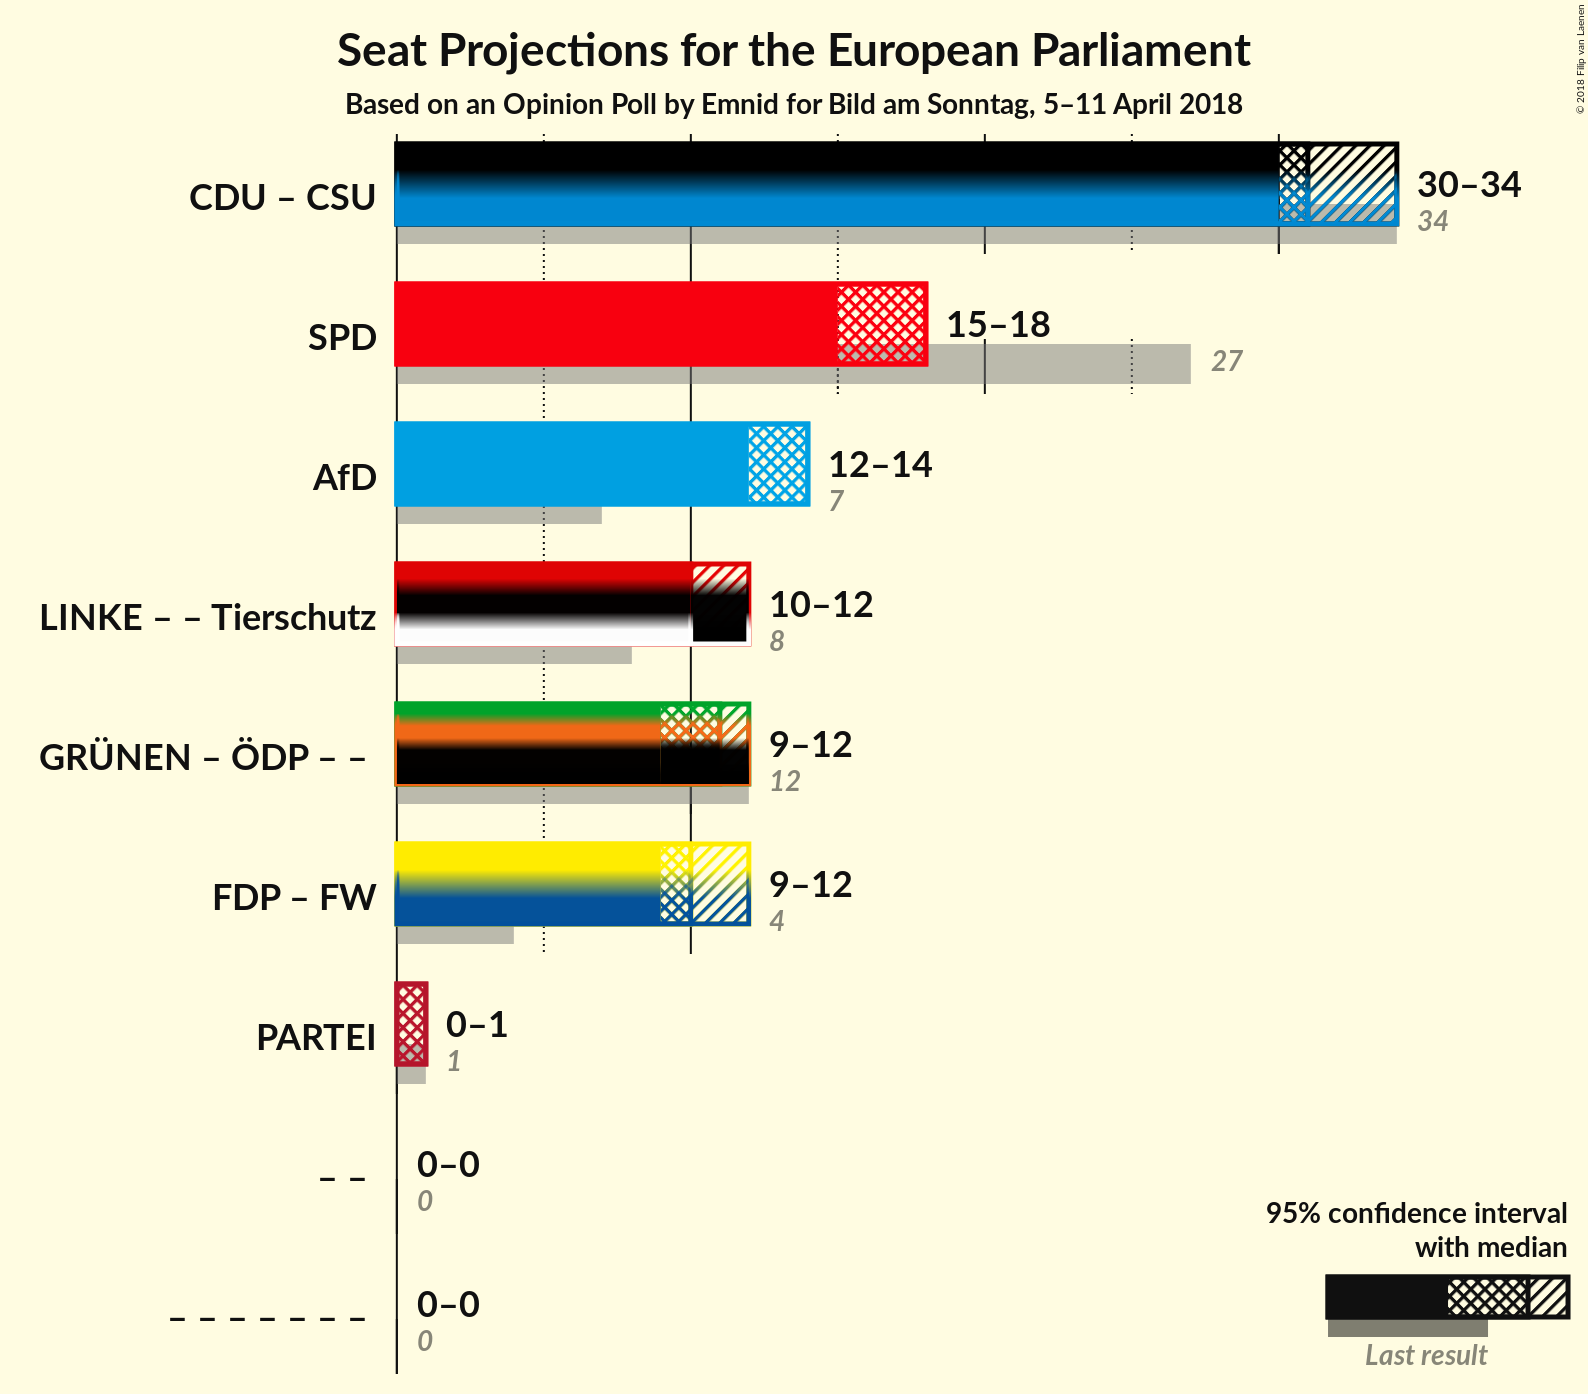 Seat Projections for the European Parliament
Based on an Opinion Poll by Emnid for Bild am Sonntag, 5–11 April 2018
© 2018 Filip van Laenen
CDU – CSU
30–34
34
SPD
15–18
27
AfD
12–14
7
LINKE – – Tierschutz
10–12
8
GRÜNEN – ÖDP – –
9–12
12
FDP – FW
9–12
4
PARTEI
0–1
1
– –
0–0
0
– – – – – – –
0–0
0
95% confidence interval
with median
Last result